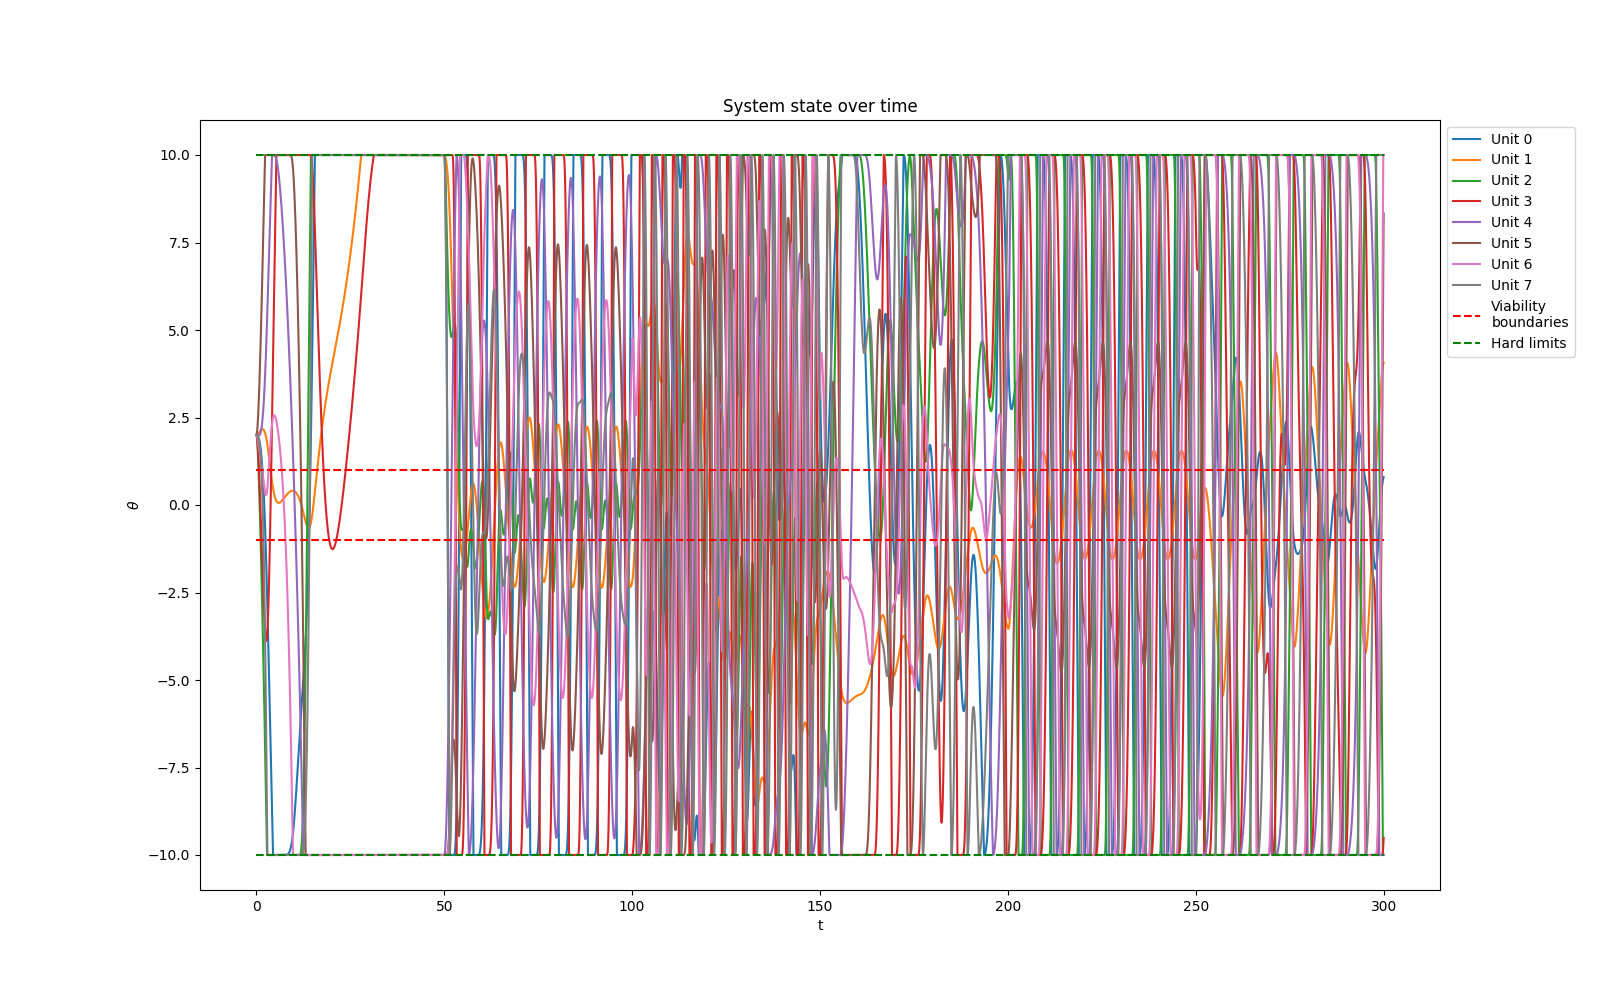 System state over time
10.0
7.5
5.0
2.5
0.0
−2.5
−5.0
−7.5
−10.0
θ
0
50
100
150
200
250
300
t
Unit 0
Unit 1
Unit 2
Unit 3
Unit 4
Unit 5
Unit 6
Unit 7
Viability
boundaries
Hard limits